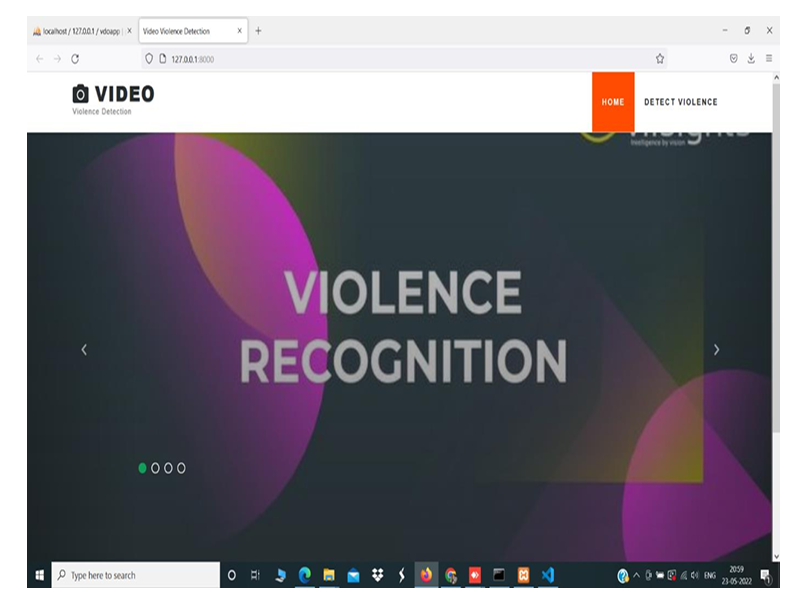 localhost / 127.0.0.1 / vdoapp |
Video Violence Detection
127.0.0.1:8000
VIDEO
Violence Detection
HOME
DETECT VIOLENCE
Intelligence by vision
VIOLENCE
RECOGNITION
Type here to search
ENG
20:59
23-05-2022